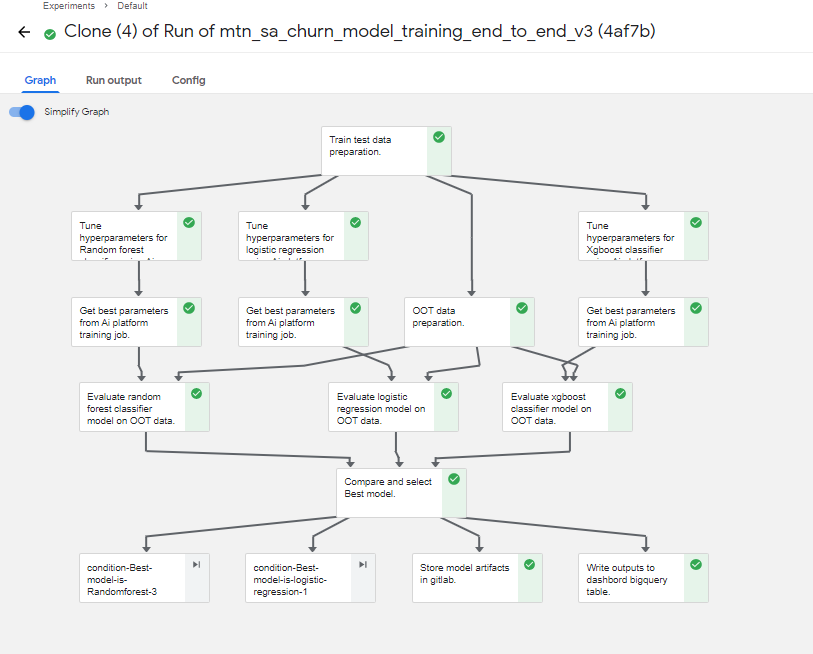 Experiments > Default
Clone (4) of Run of mtn_sa_churn_model_training_end_to_end_v3 (4af7b)
Graph
Run output
Config
Simplify Graph
Train test data
preparation.
Tune
hyperparameters for
Random forest
Tune
hyperparameters for
logistic regression
Tune
hyperparameters for
Xgboost classifier
Get best parameters
from Ai platform
training job.
Get best parameters
from Ai platform
training job.
OOT data
preparation.
Get best parameters
from Ai platform
training job.
Evaluate random
forest classifier
model on OOT data.
Evaluate logistic
regression model on
OOT data.
Evaluate xgboost
classifier model on
OOT data.
Compare and select
Best model.
condition-Best-
model-is-
Randomforest-3
condition-Best-
model-is-logistic-
regression-1
Store model artifacts
in gitlab.
Write outputs to
dashbord bigquery
table.